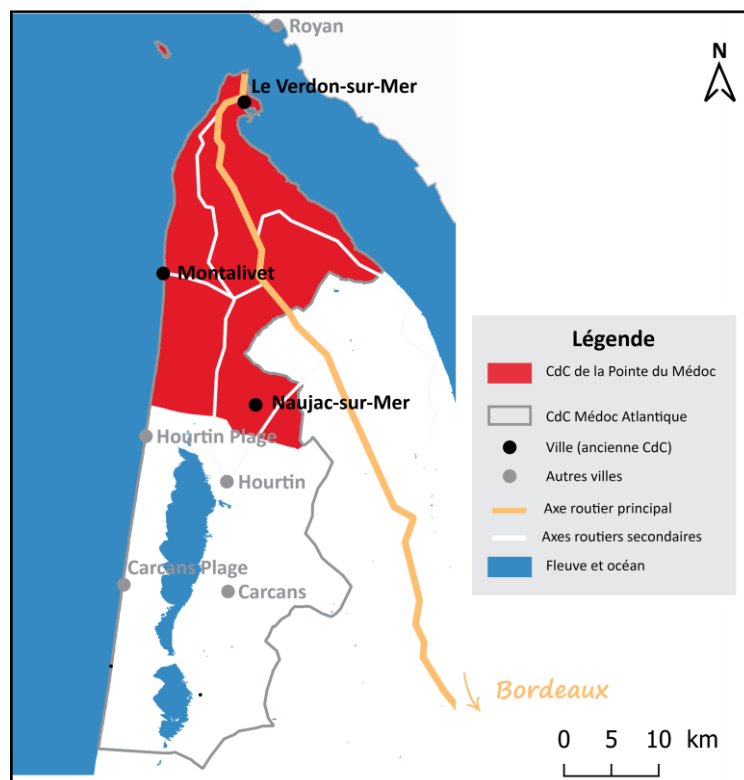 Royan
N
Le Verdon-sur-Mer
Montalivet
Légende
CdC de la Pointe du Médoc
Naujac-sur-Mer
CdC Médoc Atlantique
Hourtin Plage
Ville (ancienne CdC)
Hourtin
Autres villes
Axe routier principal
Axes routiers secondaires
Carcans Plage
Fleuve et océan
Carcans
Bordeaux
0 5 10 km